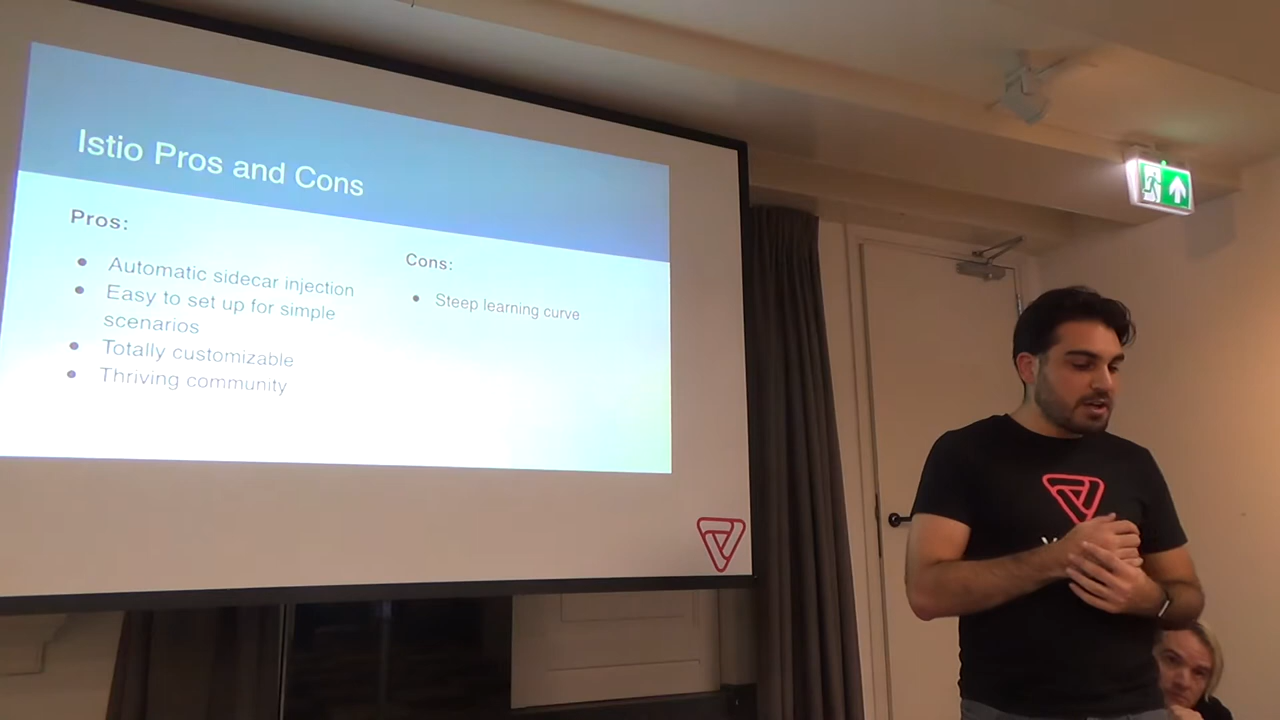 Istio Pros and Cons
Pros:
Automatic sidecar injection
Easy to set up for simple
scenarios
Totally customizable
Thriving community
Cons:
Steep learning curve